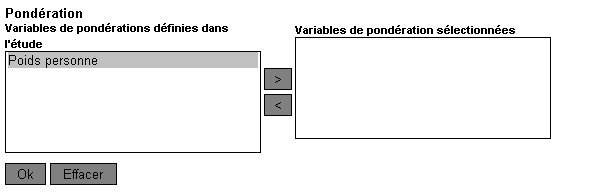 Pondération
Variables de pondérations définies dans
l'étude
Variables de pondération sélectionnées
Poids personne
>
<
Ok
Effacer